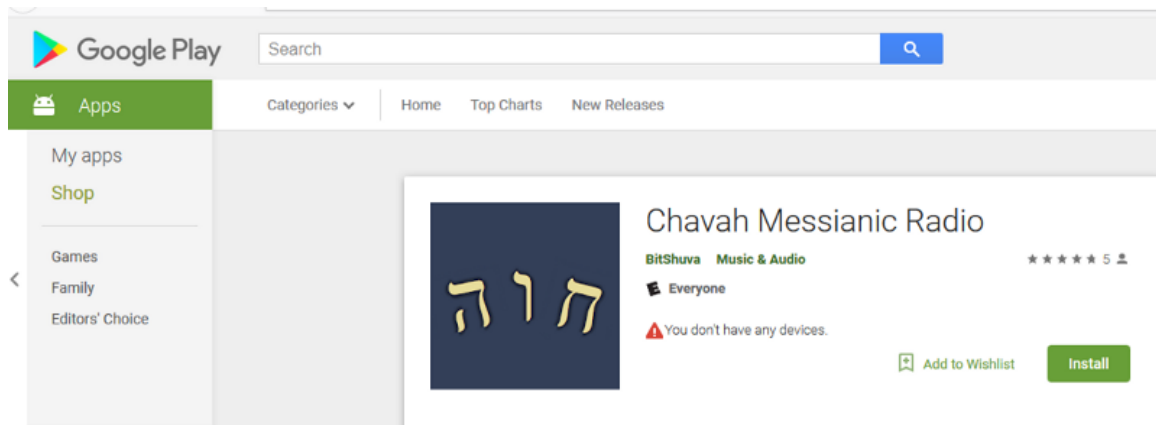 Google Play
Search
Apps
Categories
Home
Top Charts
New Releases
My apps
Shop
Games
Family
Editors' Choice
חוה
Chavah Messianic Radio
BitShuva Music & Audio
5
E Everyone
You don't have any devices.
Add to Wishlist
Install